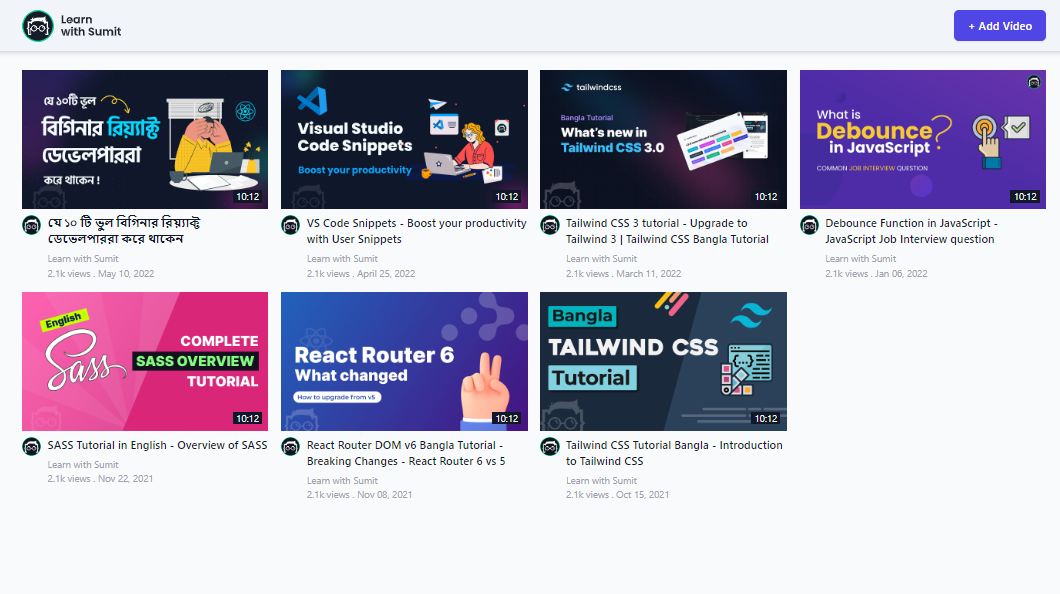 Learn
with Sumit
+ Add Video
যে ১০টি ভুল
বিগিনার রিয়্যাক্ট
ডেভেলপাররা
করে থাকেন !
10:12
যে ১০ টি ভুল বিগিনার রিয়্যাক্ট
ডেভেলপাররা করে থাকেন
Learn with Sumit
2.1k views . May 10, 2022
Visual Studio
Code Snippets
Boost your productivity
10:12
VS Code Snippets - Boost your productivity
with User Snippets
Learn with Sumit
2.1k views . April 25, 2022
tailwindcss
Bangla Tutorial
What's new in
Tailwind CSS 3.0
10:12
Tailwind CSS 3 tutorial - Upgrade to
Tailwind 3 | Tailwind CSS Bangla Tutorial
Learn with Sumit
2.1k views . March 11, 2022
What is
Debounce
in JavaScript
?
COMMON JOB INTERVIEW QUESTION
10:12
Debounce Function in JavaScript -
JavaScript Job Interview question
Learn with Sumit
2.1k views . Jan 06, 2022
English
Sass
COMPLETE
SASS OVERVIEW
TUTORIAL
10:12
SASS Tutorial in English - Overview of SASS
Learn with Sumit
2.1k views . Nov 22, 2021
React Router 6
What changed
How to upgrade from v5
10:12
React Router DOM v6 Bangla Tutorial -
Breaking Changes - React Router 6 vs 5
Learn with Sumit
2.1k views . Nov 08, 2021
Bangla
TAILWIND CSS
Tutorial
10:12
Tailwind CSS Tutorial Bangla - Introduction
to Tailwind CSS
Learn with Sumit
2.1k views . Oct 15, 2021